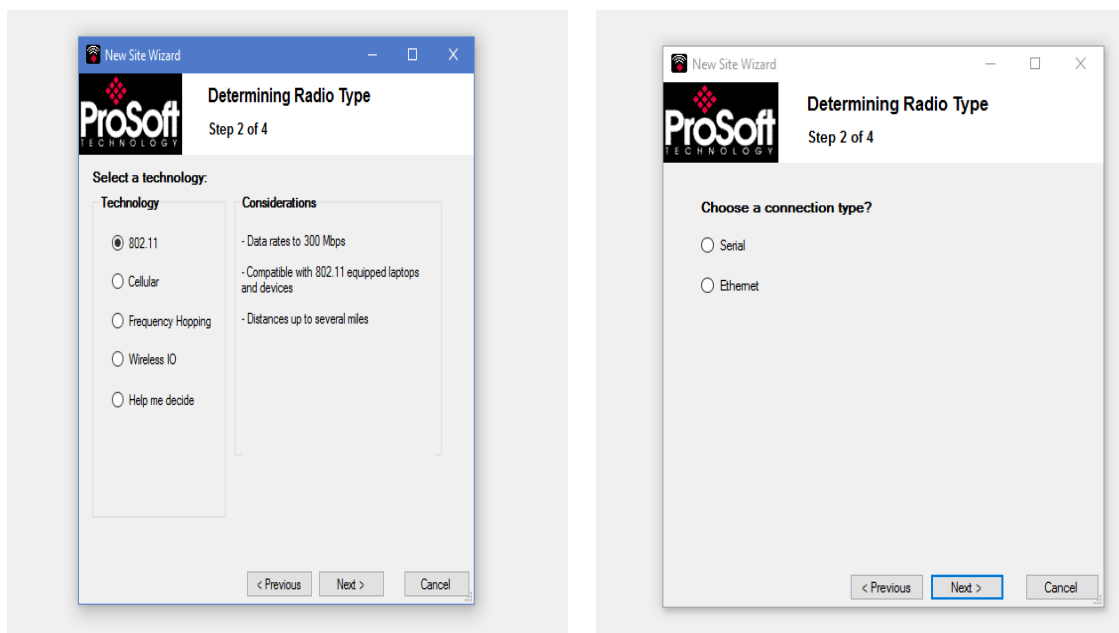 New Site Wizard
ProSoft
TECHNOLOGY
Determining Radio Type
Step 2 of 4
Select a technology:
Technology
802.11
Cellular
Frequency Hopping
Wireless IO
Help me decide
Considerations
- Data rates to 300 Mbps
- Compatible with 802.11 equipped laptops
and devices
- Distances up to several miles
< Previous
Next >
Cancel
New Site Wizard
ProSoft
TECHNOLOGY
Determining Radio Type
Step 2 of 4
Choose a connection type?
Serial
Ethernet
< Previous
Next >
Cancel